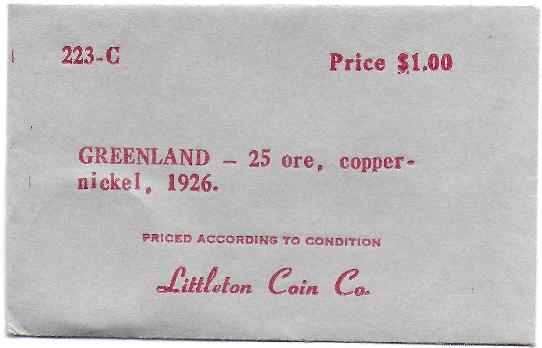 223-C Price $1.00
GREENLAND – 25 ore, copper-
nickel, 1926.
PRICED ACCORDING TO CONDITION
Littleton Coin Co.